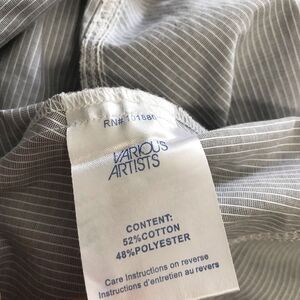 RN#
VARIOUS
ARTISTS
CONTENT:
52%COTTON
48%POLYESTER
Care Instructions on reverse
Instructions d'entretien au revers